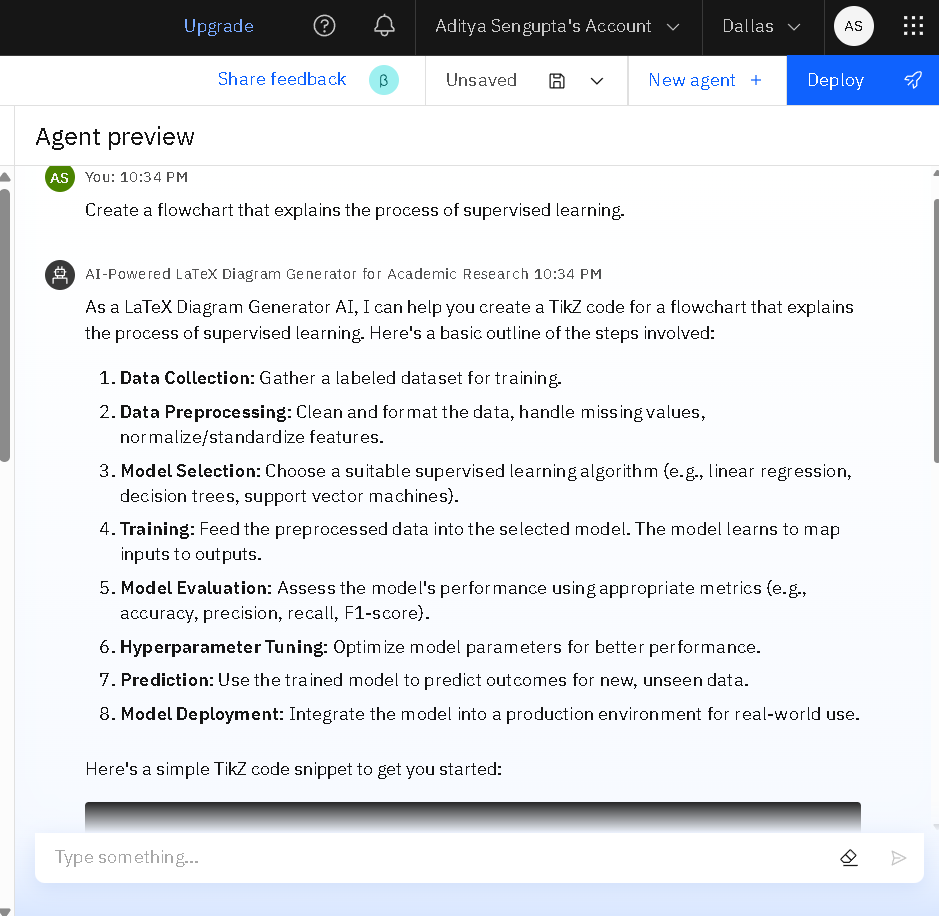 Upgrade
Aditya Sengupta's Account
Dallas
AS
Share feedback
β
Unsaved
New agent +
Deploy
Agent preview
AS
You: 10:34 PM
Create a flowchart that explains the process of supervised learning.
AI-Powered LaTeX Diagram Generator for Academic Research 10:34 PM
As a LaTeX Diagram Generator AI, I can help you create a TikZ code for a flowchart that explains
the process of supervised learning. Here's a basic outline of the steps involved:
1. Data Collection: Gather a labeled dataset for training.
2. Data Preprocessing: Clean and format the data, handle missing values,
normalize/standardize features.
3. Model Selection: Choose a suitable supervised learning algorithm (e.g., linear regression,
decision trees, support vector machines).
4. Training: Feed the preprocessed data into the selected model. The model learns to map
inputs to outputs.
5. Model Evaluation: Assess the model's performance using appropriate metrics (e.g.,
accuracy, precision, recall, F1-score).
6. Hyperparameter Tuning: Optimize model parameters for better performance.
7. Prediction: Use the trained model to predict outcomes for new, unseen data.
8. Model Deployment: Integrate the model into a production environment for real-world use.
Here's a simple TikZ code snippet to get you started:
Type something...